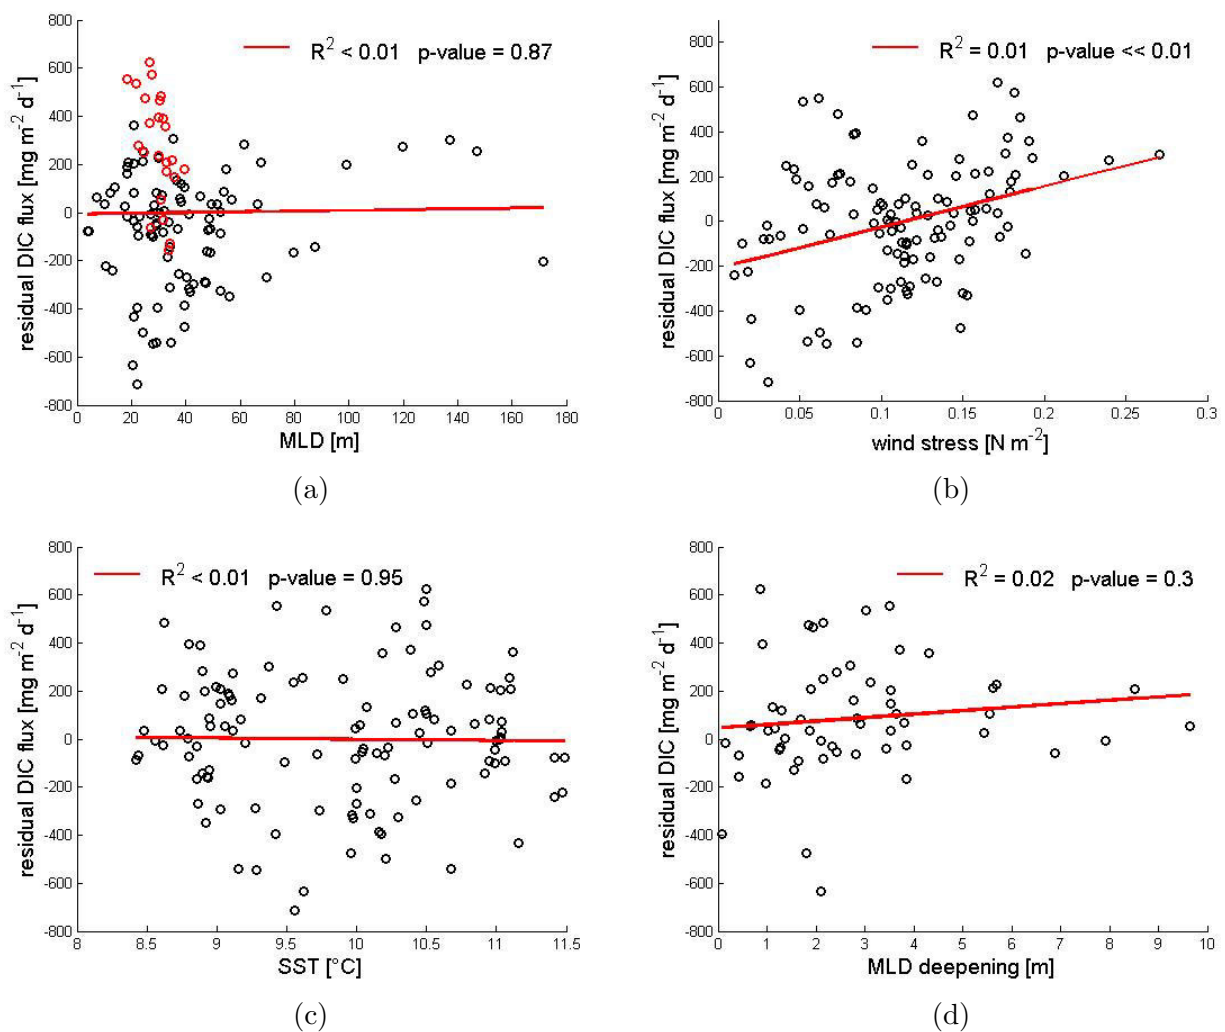 800
600
400
200
0
-200
-400
-600
-800
0 20 40 60 80 100 120 140 160 180
residual DIC flux [mg m⁻² d⁻¹]
R² < 0.01 p-value = 0.87
MLD [m]
(a)
800
600
400
200
0
-200
-400
-600
-800
0 0.05 0.1 0.15 0.2 0.25 0.3
residual DIC flux [mg m⁻² d⁻¹]
R² = 0.01 p-value << 0.01
wind stress [N m⁻²]
(b)
800
600
400
200
0
-200
-400
-600
-800
8 8.5 9 9.5 10 10.5 11 11.5
residual DIC flux [mg m⁻² d⁻¹]
R² < 0.01 p-value = 0.95
SST [°C]
(c)
800
600
400
200
0
-200
-400
-600
-800
0 1 2 3 4 5 6 7 8 9 10
residual DIC [mg m⁻² d⁻¹]
R² = 0.02 p-value = 0.3
MLD deepening [m]
(d)